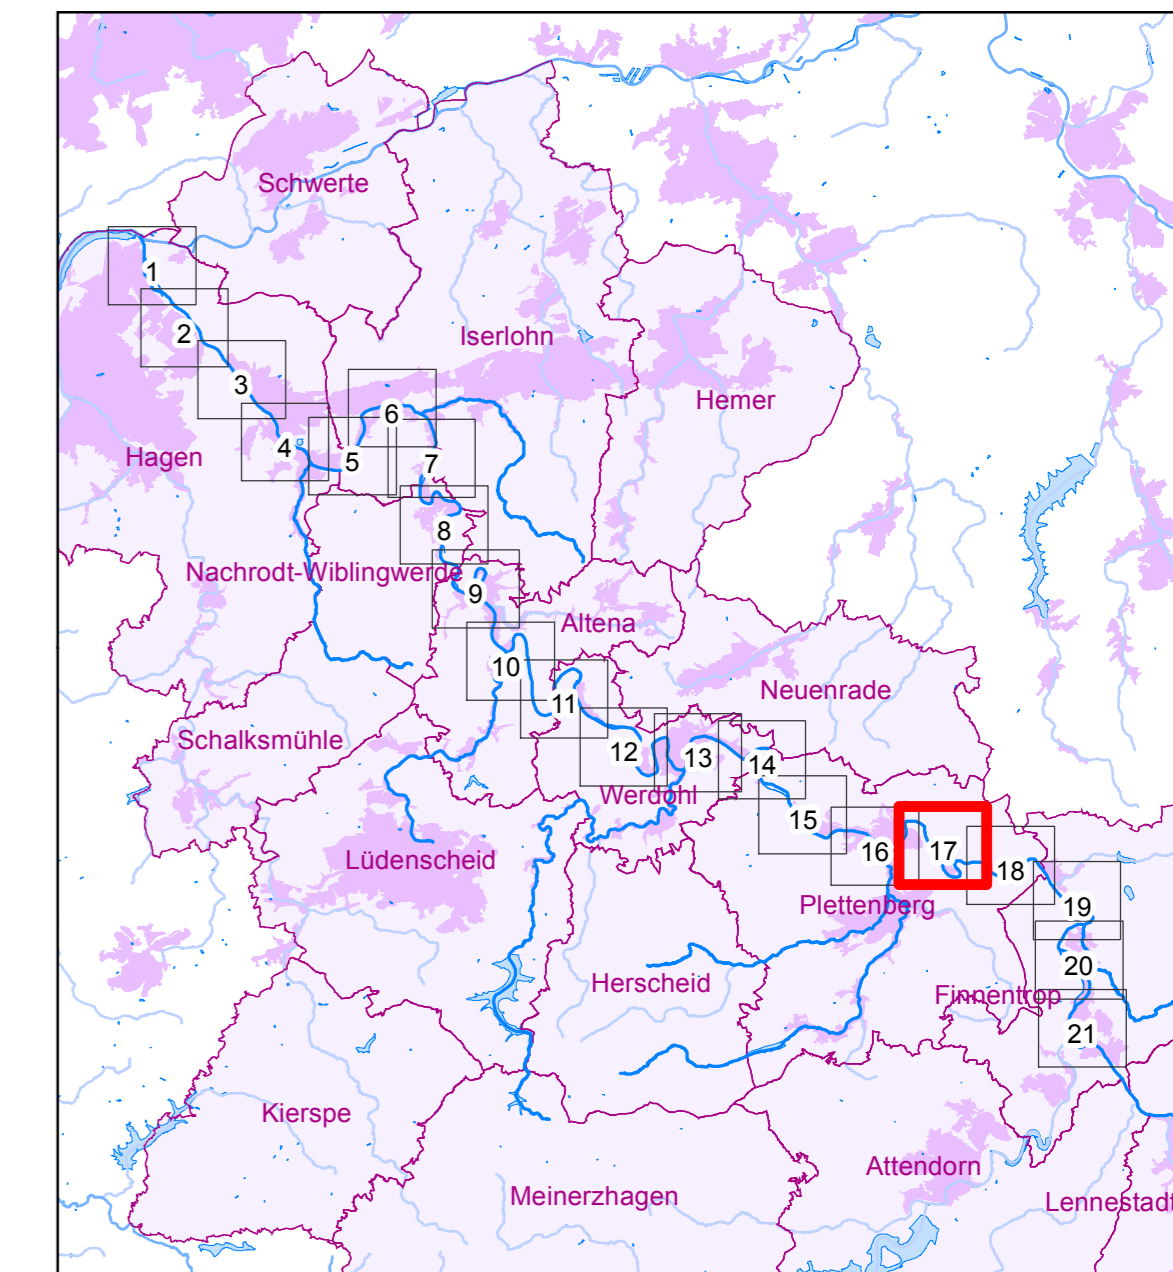 Schwerte
1
2
Iserlohn
3
Hemer
6
4
Hagen
5
7
8
Nachrodt-Wiblingwerde
9
Altena
10
Neuenrade
11
Schalksmühle
12
13
14
Werdohl
15
Lüdenscheid
16
17
18
Plettenberg
19
20
Herscheid
Finnentrop
21
Kierspe
Attendorn
Meinerzhagen
Lennestadt